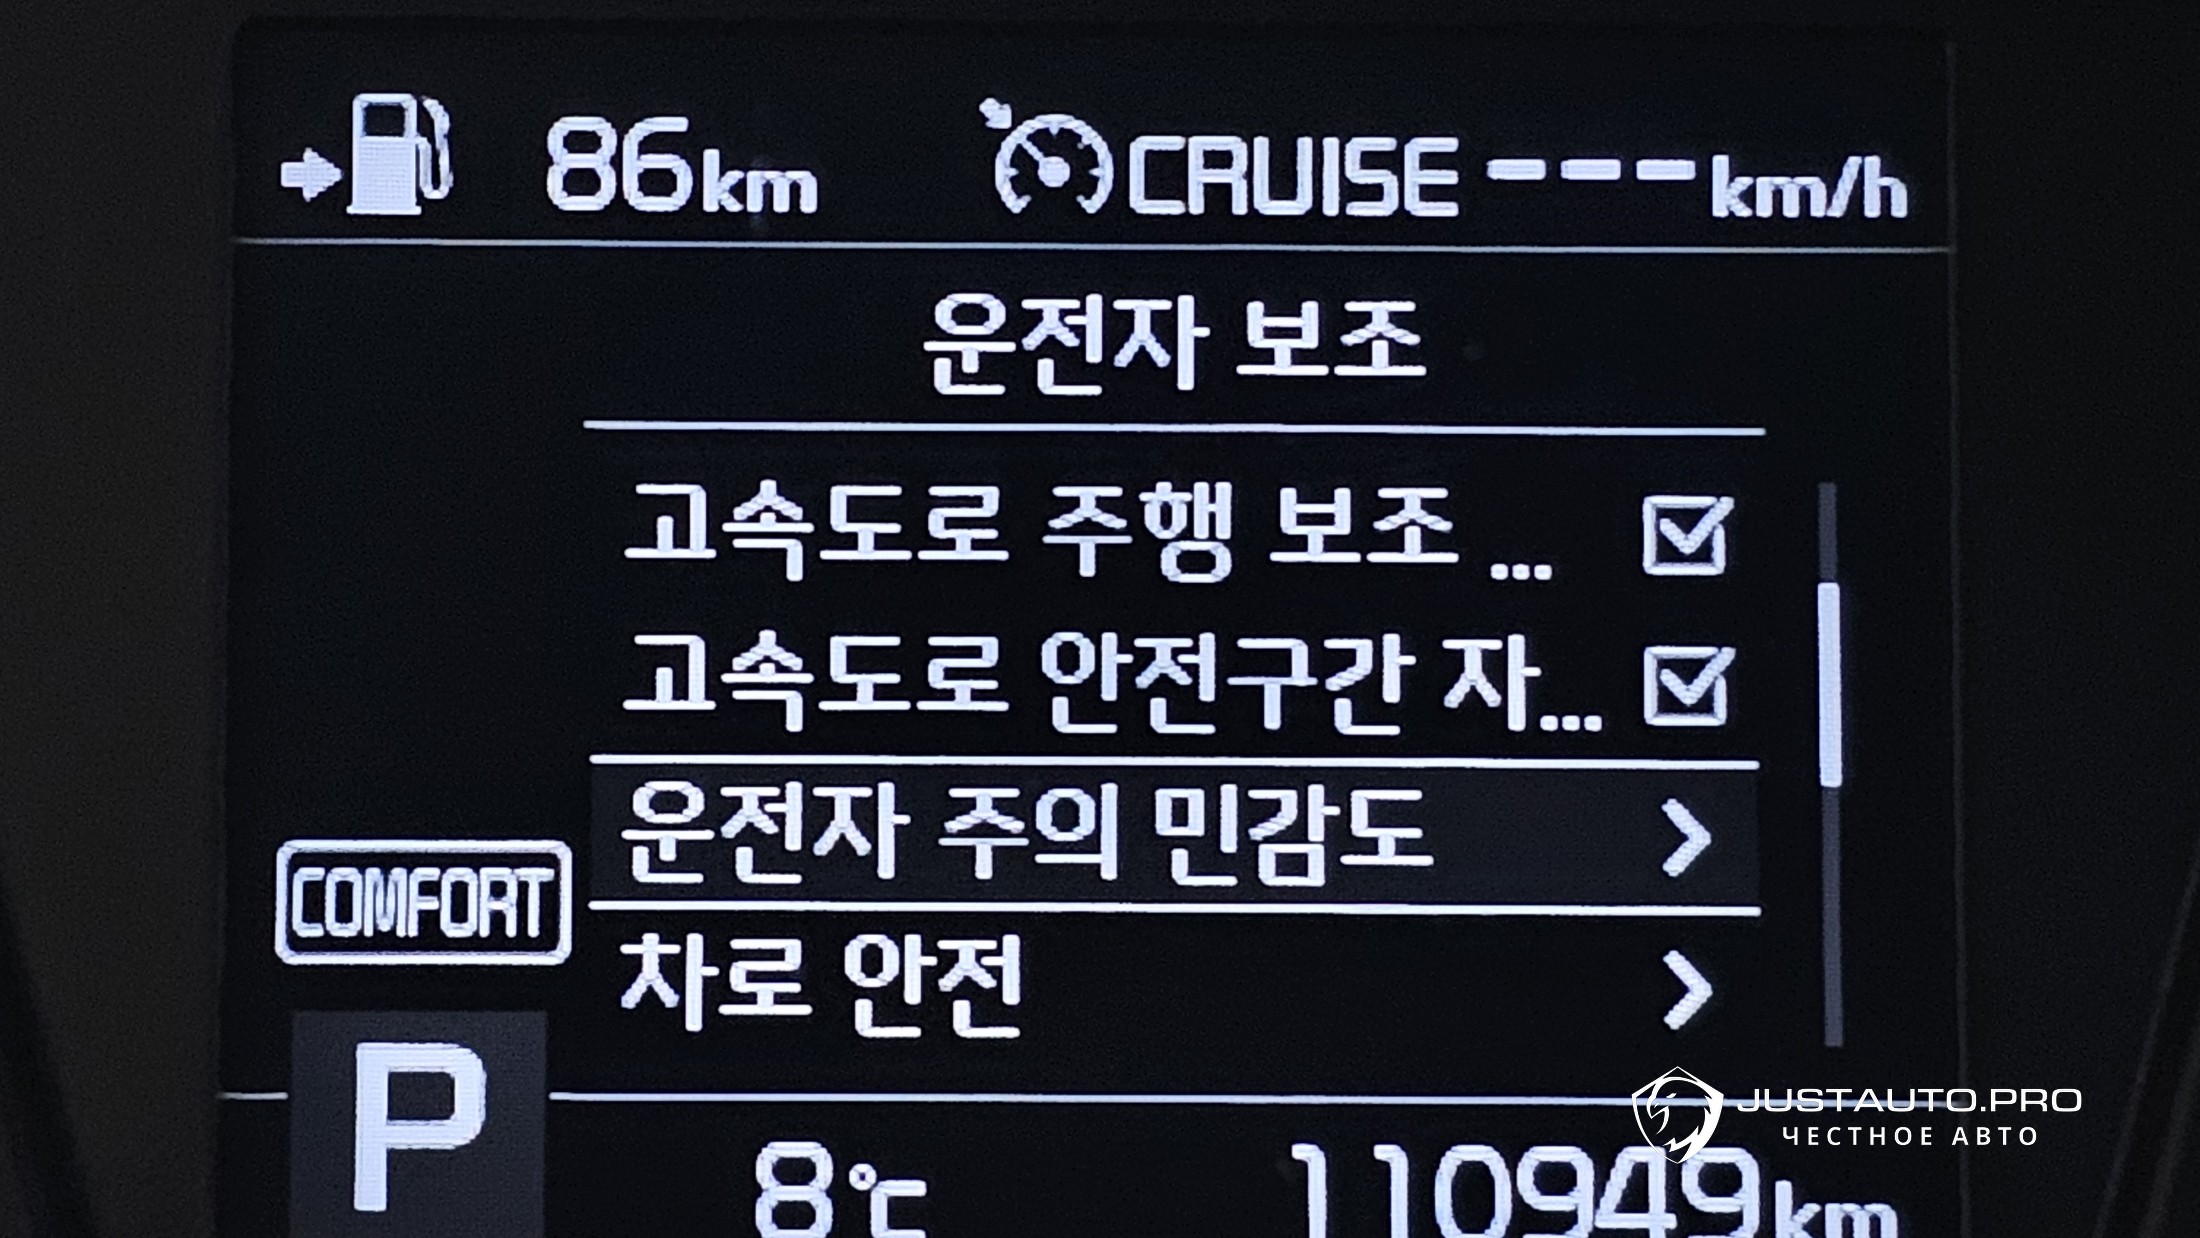 86km CRUISE ---km/h
운전자 보조
고속도로 주행 보조 ...
고속도로 안전구간 자...
운전자 주의 민감도
차로 안전
COMFORT
P
JUSTAUTO.PRO
ЧЕСТНОЕ АВТО
8°C 110949km